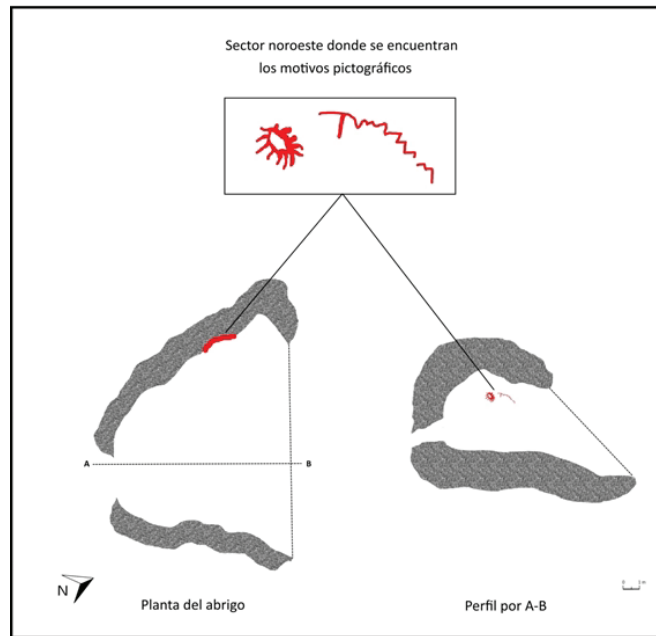 Sector noroeste donde se encuentran
los motivos pictográficos
A
B
N
Planta del abrigo
Perfil por A-B